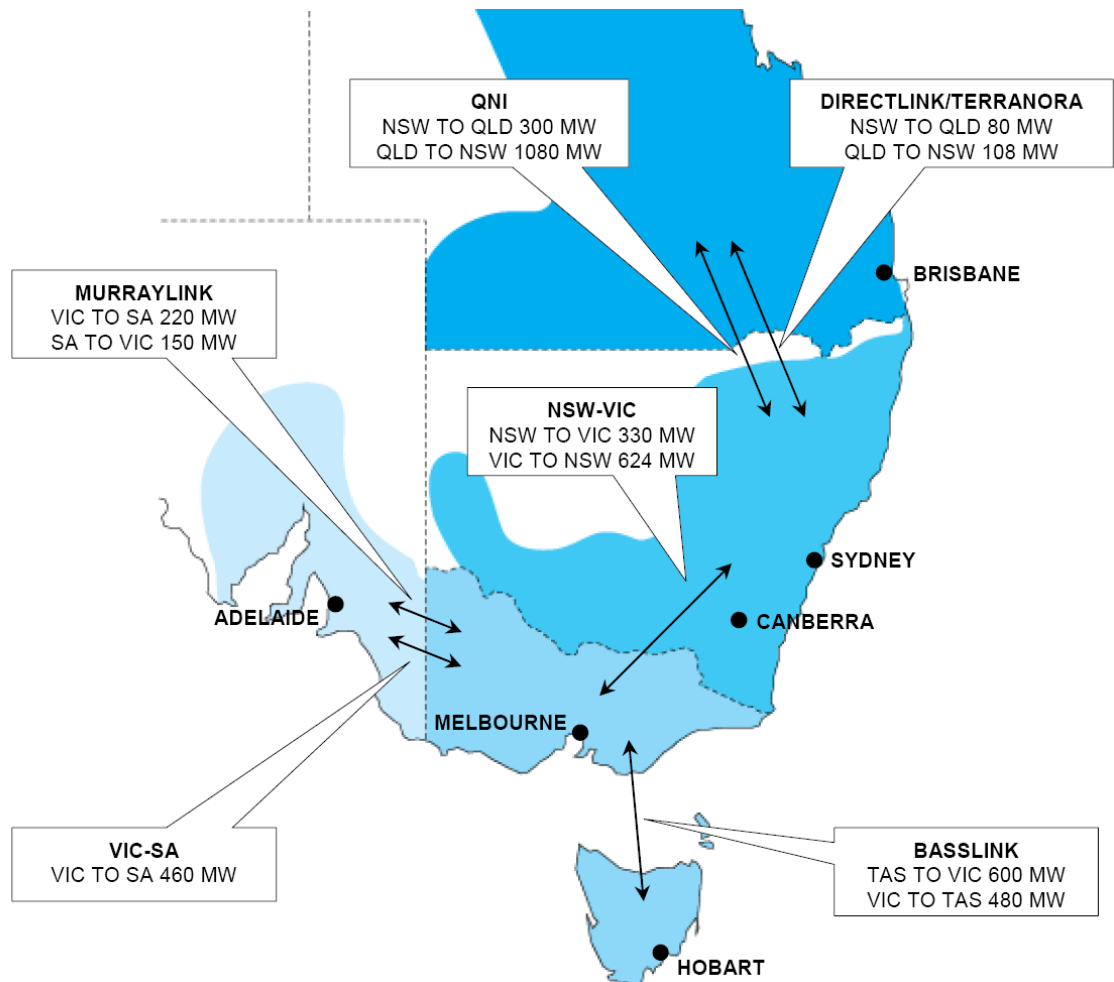 QNI
NSW TO QLD 300 MW
QLD TO NSW 1080 MW
DIRECTLINK/TERRANORA
NSW TO QLD 80 MW
QLD TO NSW 108 MW
BRISBANE
MURRAYLINK
VIC TO SA 220 MW
SA TO VIC 150 MW
NSW-VIC
NSW TO VIC 330 MW
VIC TO NSW 624 MW
SYDNEY
ADELAIDE
CANBERRA
MELBOURNE
VIC-SA
VIC TO SA 460 MW
BASSLINK
TAS TO VIC 600 MW
VIC TO TAS 480 MW
HOBART